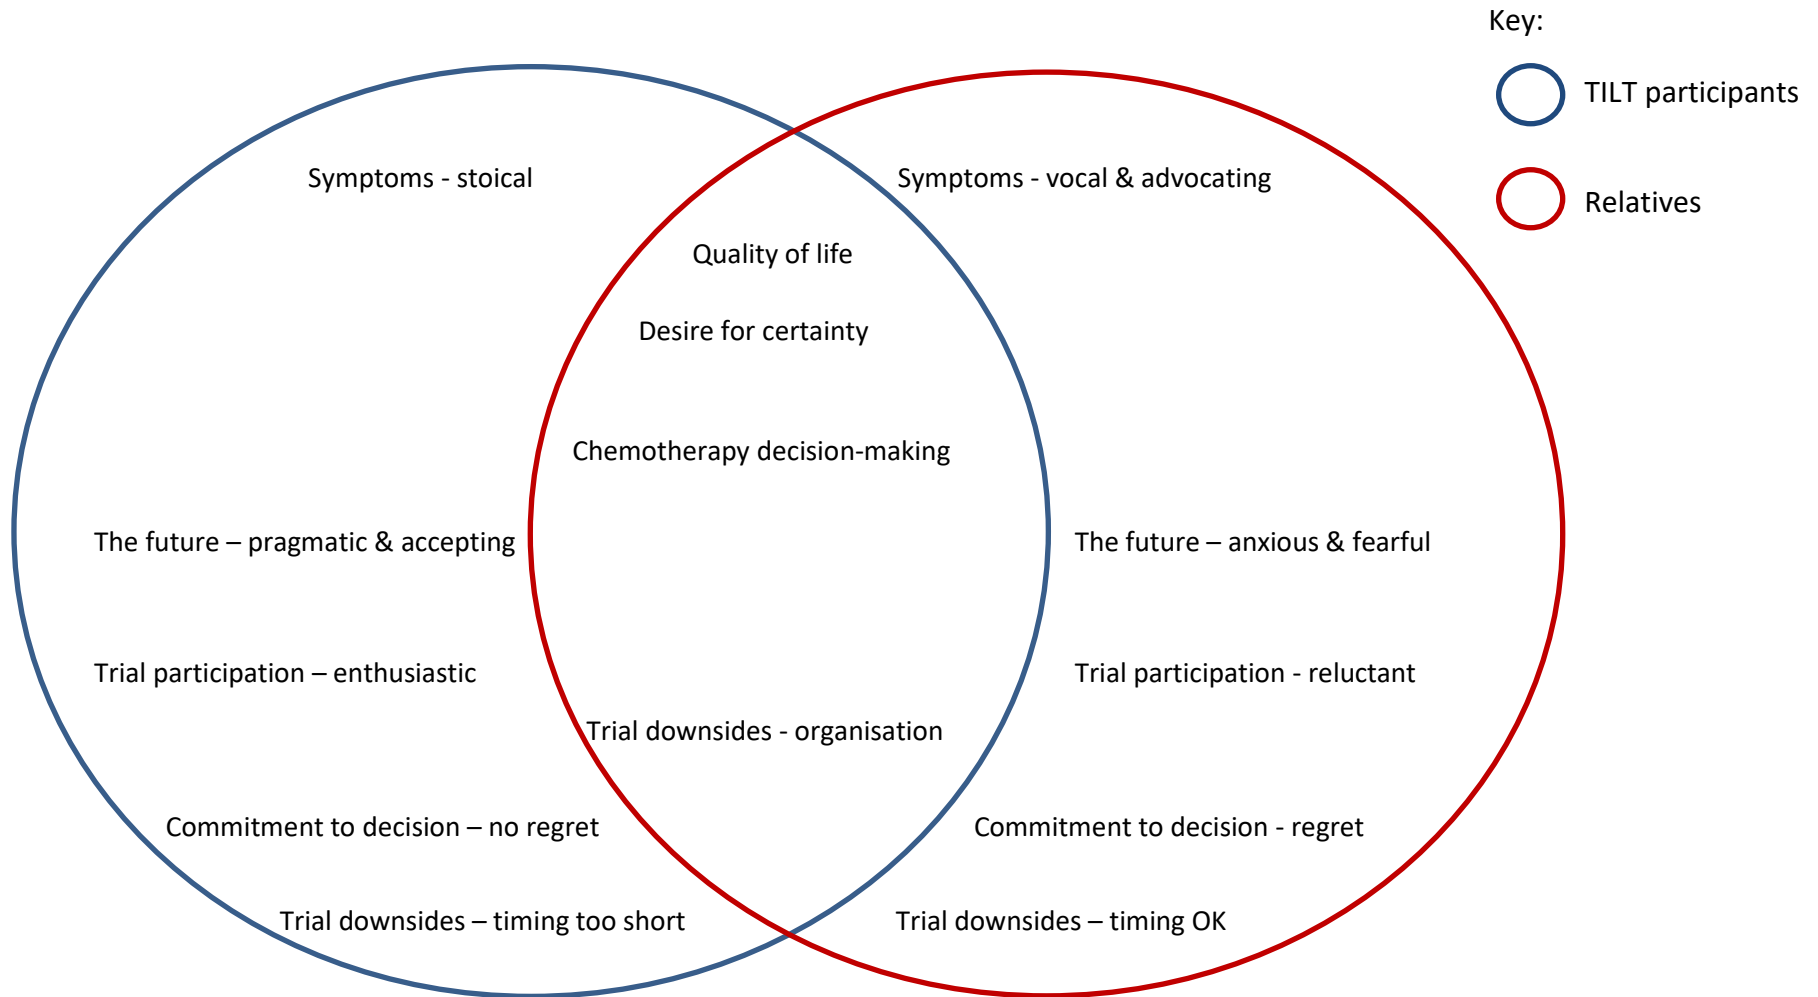 Key:
TILT participants
Relatives
Symptoms - stoical
Symptoms - vocal & advocating
Quality of life
Desire for certainty
Chemotherapy decision-making
The future – pragmatic & accepting
The future – anxious & fearful
Trial participation – enthusiastic
Trial participation - reluctant
Trial downsides - organisation
Commitment to decision – no regret
Commitment to decision - regret
Trial downsides – timing too short
Trial downsides – timing OK